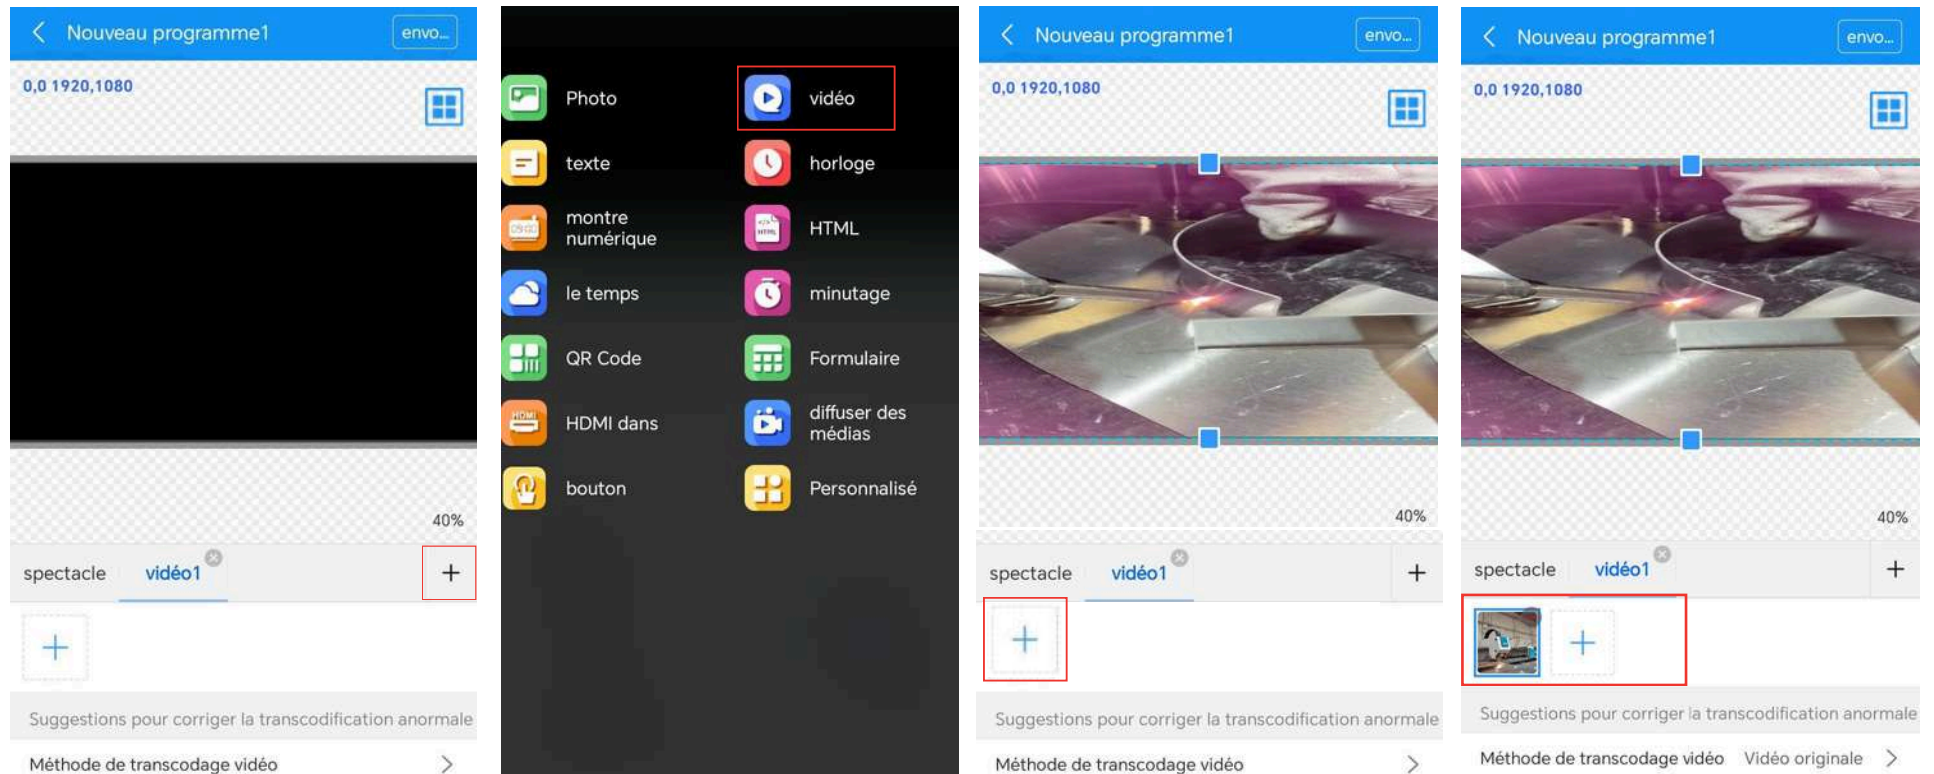 Nouveau programme1
envo...
0,0 1920,1080
40%
spectacle
vidéo1
+
+
Suggestions pour corriger la transcodification anormale
Méthode de transcodage vidéo
Photo
vidéo
texte
horloge
montre
numérique
09:00
HTML
HTML
le temps
minutage
QR Code
Formulaire
HDMI
HDMI dans
diffuser des
médias
bouton
Personnalisé
Nouveau programme1
envo...
0,0 1920,1080
40%
spectacle
vidéo1
+
+
Suggestions pour corriger la transcodification anormale
Méthode de transcodage vidéo
Nouveau programme1
envo...
0,0 1920,1080
40%
spectacle
vidéo1
+
+
Suggestions pour corriger la transcodification anormale
Méthode de transcodage vidéo Vidéo originale